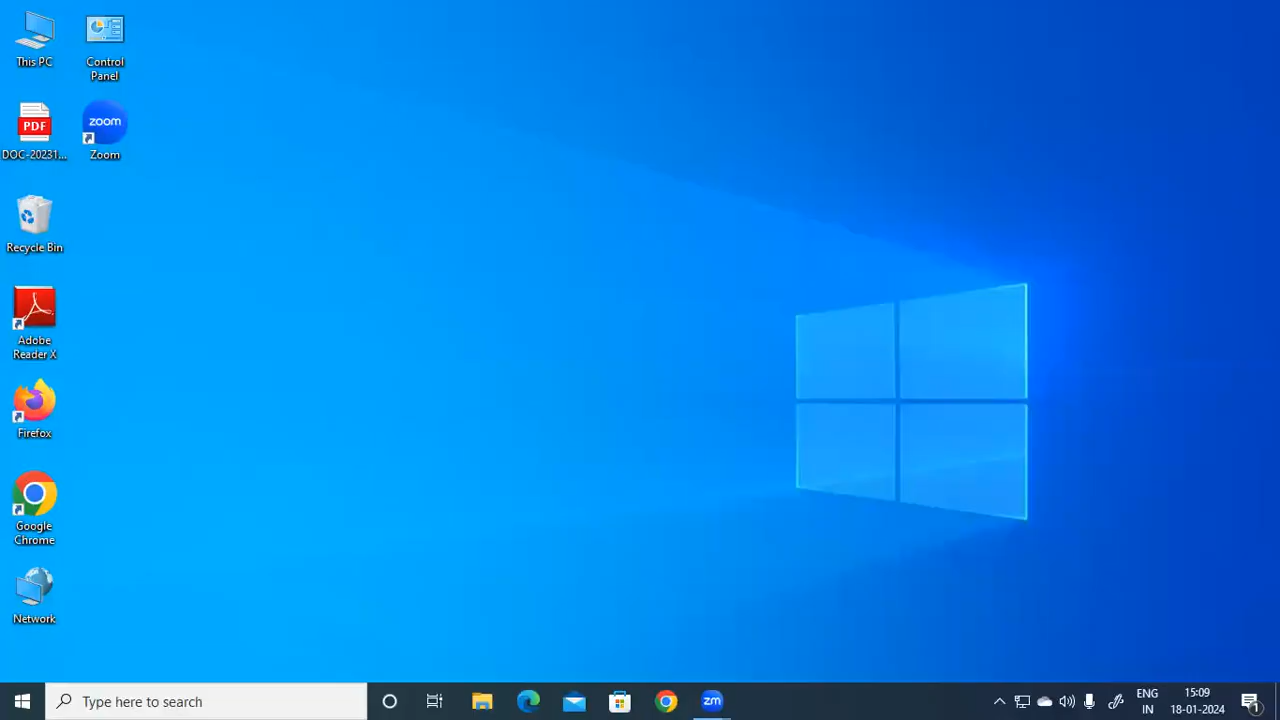 This PC
Control
Panel
PDF
DOC-20231...
zoom
Zoom
Recycle Bin
Adobe
Reader X
Firefox
Google
Chrome
Network
Type here to search
zm
ENG
IN
15:09
18-01-2024
1